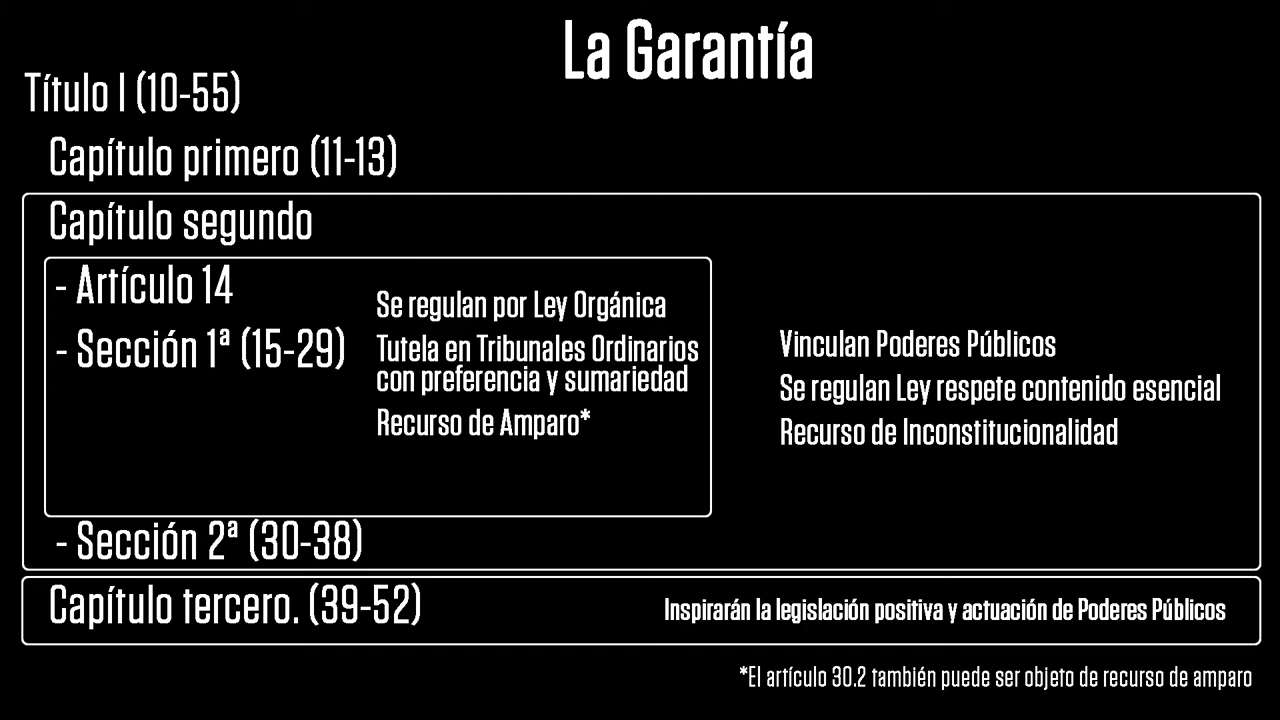 La Garantía
Título I (10-55)
Capítulo primero (11-13)
Capítulo segundo
- Artículo 14
- Sección 1ª (15-29)
Se regulan por Ley Orgánica
Tutela en Tribunales Ordinarios
con preferencia y sumariedad
Recurso de Amparo*
Vinculan Poderes Públicos
Se regulan Ley respete contenido esencial
Recurso de Inconstitucionalidad
- Sección 2ª (30-38)
Capítulo tercero. (39-52)
Inspirarán la legislación positiva y actuación de Poderes Públicos
*El artículo 30.2 también puede ser objeto de recurso de amparo